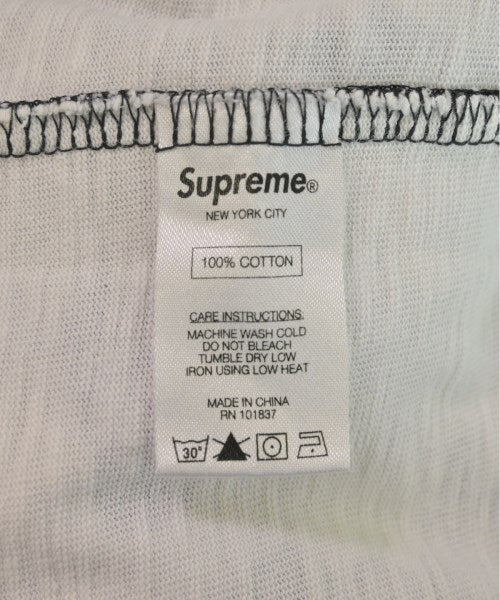 Supreme®
NEW YORK CITY
100% COTTON
CARE INSTRUCTIONS.
MACHINE WASH COLD
DO NOT BLEACH
TUMBLE DRY LOW
IRON USING LOW HEAT
MADE IN CHINA
RN 101837
30°